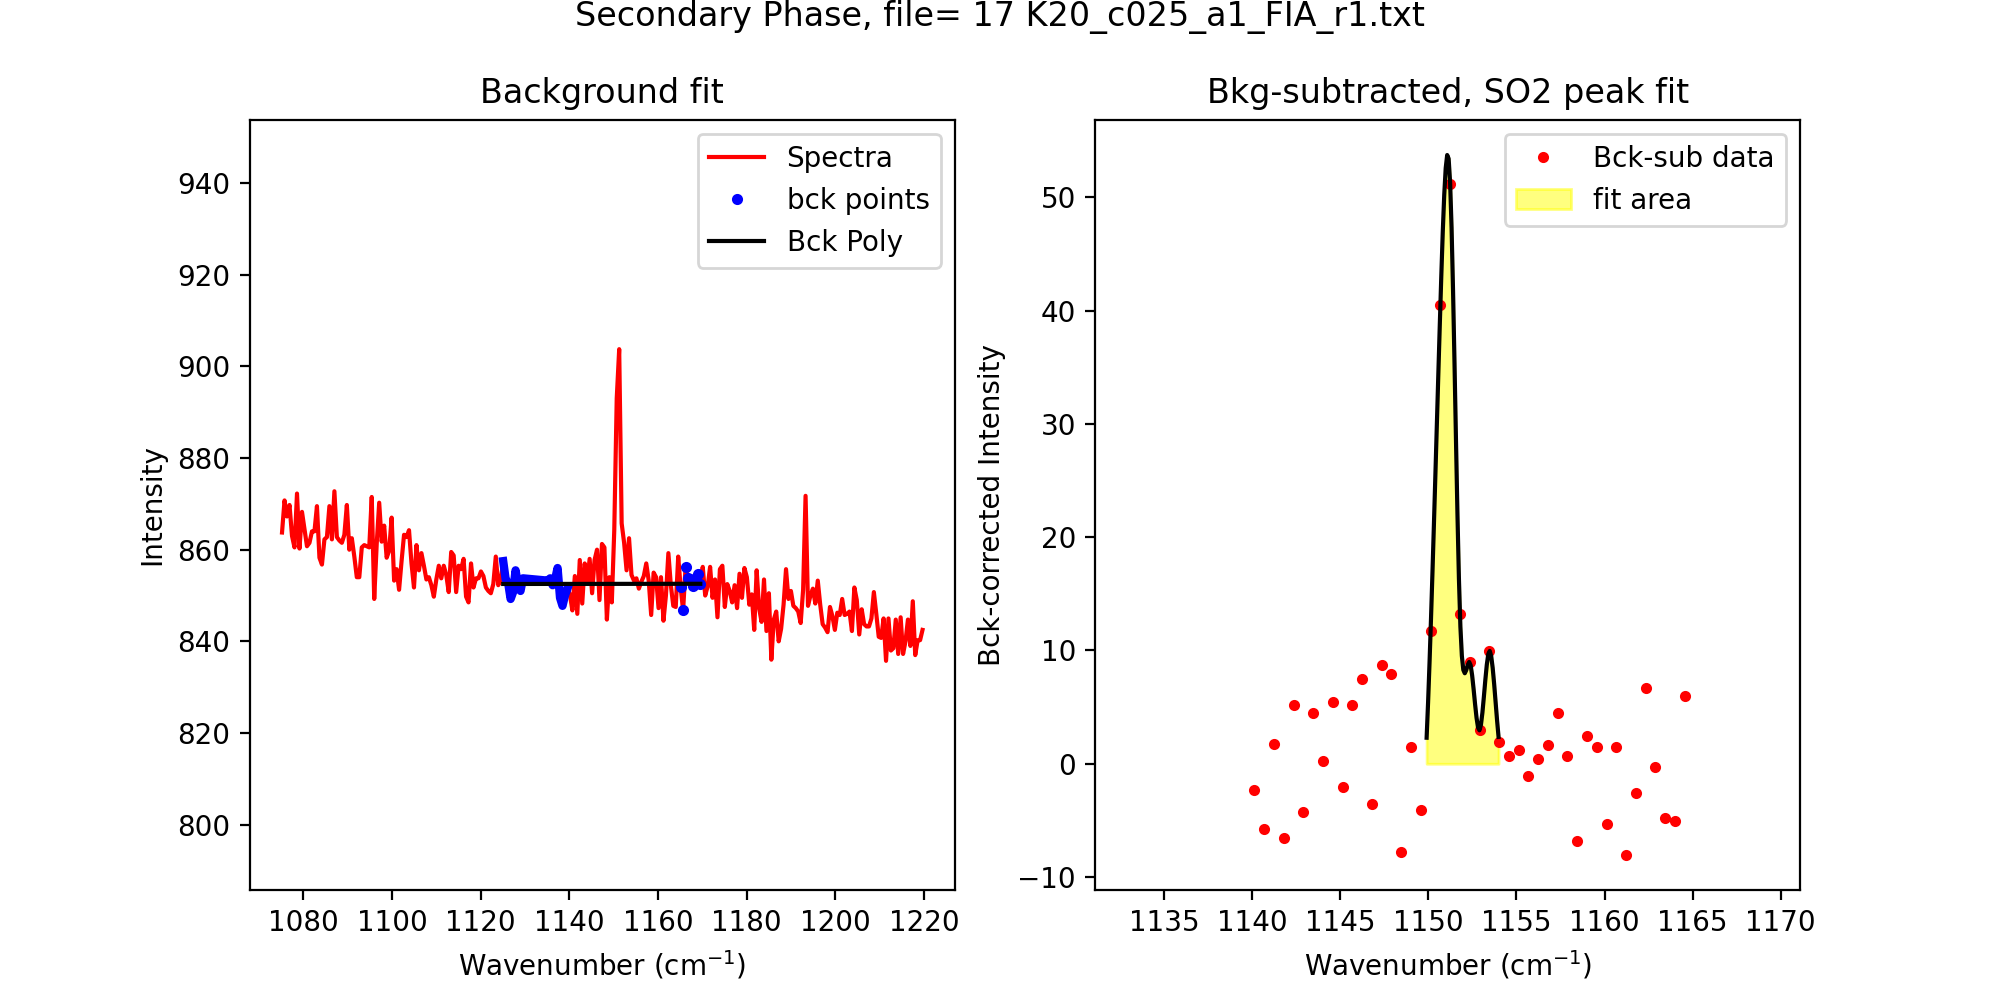 Secondary Phase, file= 17 K20_c025_a1_FIA_r1.txt
Background fit
Intensity
940
920
900
880
860
840
820
800
Spectra
bck points
Bck Poly
1080 1100 1120 1140 1160 1180 1200 1220
Wavenumber (cm⁻¹)
Bkg-subtracted, SO2 peak fit
Bck-corrected Intensity
50
40
30
20
10
0
−10
Bck-sub data
fit area
1135 1140 1145 1150 1155 1160 1165 1170
Wavenumber (cm⁻¹)